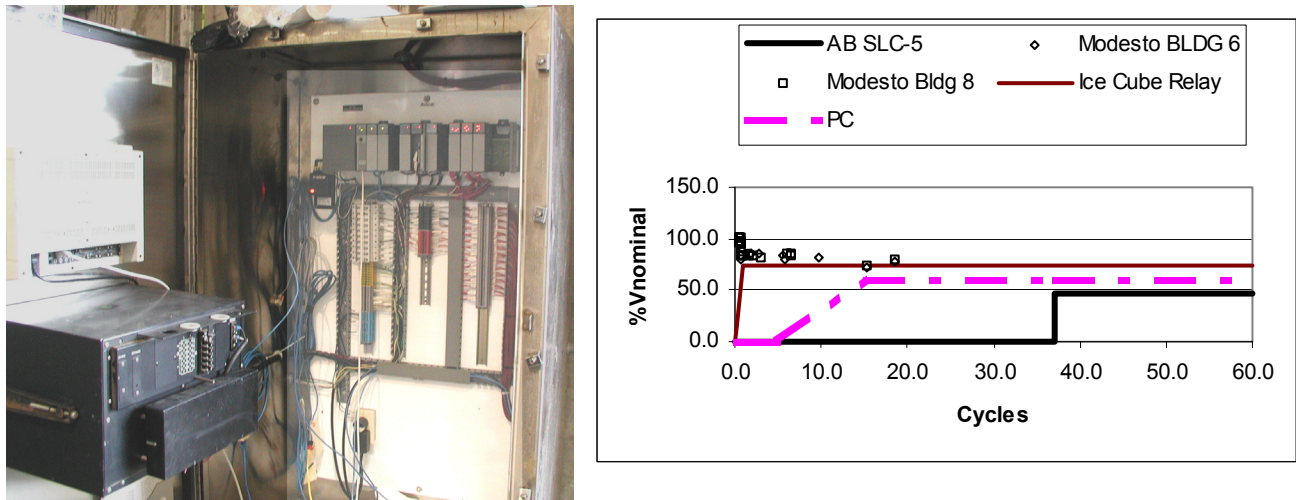 AB SLC-5
Modesto BLDG 6
Modesto Bldg 8
Ice Cube Relay
PC
150.0
100.0
50.0
0.0
%Vnominal
0.0 10.0 20.0 30.0 40.0 50.0 60.0
Cycles